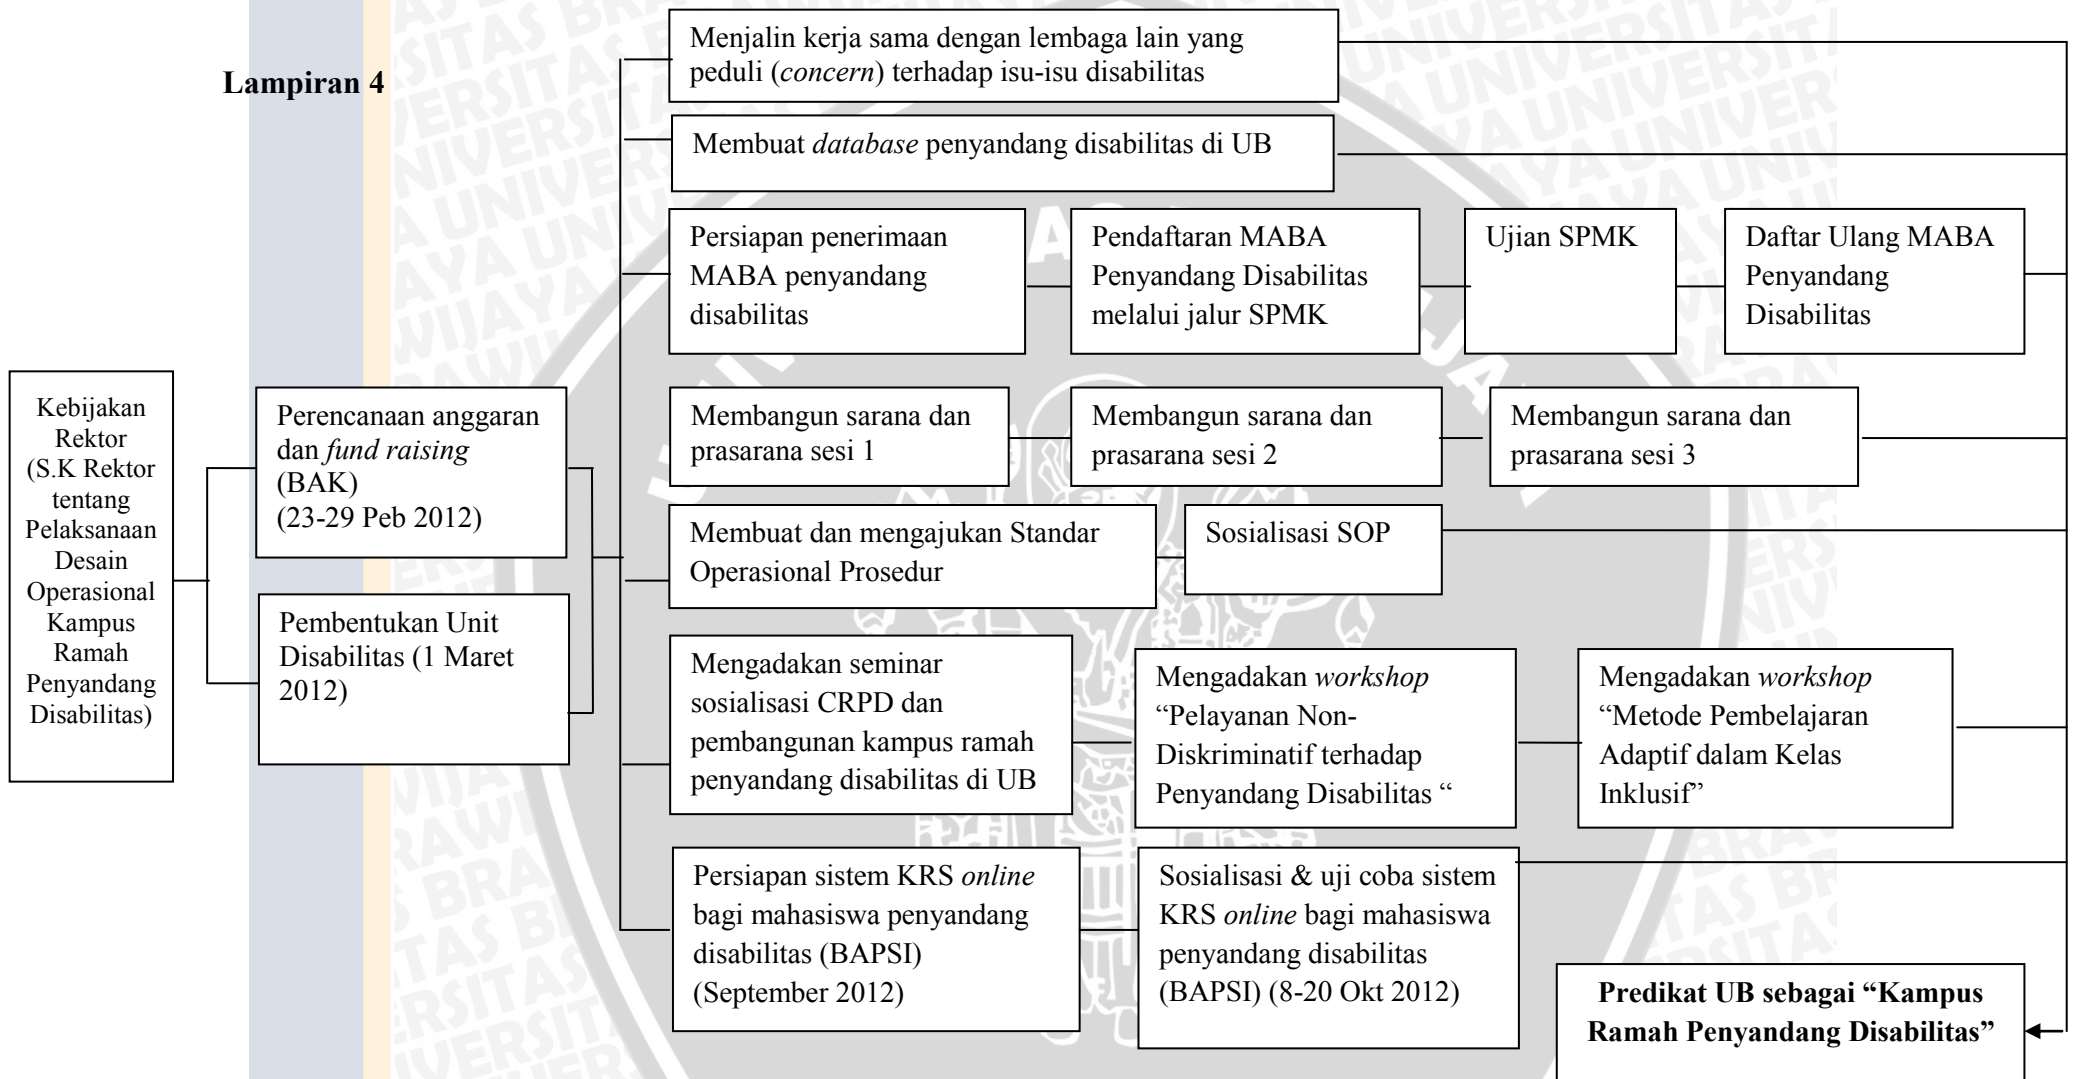 Lampiran 4
Kebijakan
Rektor
(S.K Rektor
tentang
Pelaksanaan
Desain
Operasional
Kampus
Ramah
Penyandang
Disabilitas)
Perencanaan anggaran
dan fund raising
(BAK)
(23-29 Peb 2012)
Pembentukan Unit
Disabilitas (1 Maret
2012)
Menjalin kerja sama dengan lembaga lain yang
peduli (concern) terhadap isu-isu disabilitas
Membuat database penyandang disabilitas di UB
Persiapan penerimaan
MABA penyandang
disabilitas
Pendaftaran MABA
Penyandang Disabilitas
melalui jalur SPMK
Ujian SPMK
Daftar Ulang MABA
Penyandang
Disabilitas
Membangun sarana dan
prasarana sesi 1
Membangun sarana dan
prasarana sesi 2
Membangun sarana dan
prasarana sesi 3
Membuat dan mengajukan Standar
Operasional Prosedur
Sosialisasi SOP
Mengadakan seminar
sosialisasi CRPD dan
pembangunan kampus ramah
penyandang disabilitas di UB
Mengadakan workshop
“Pelayanan Non-
Diskriminatif terhadap
Penyandang Disabilitas “
Mengadakan workshop
“Metode Pembelajaran
Adaptif dalam Kelas
Inklusif”
Persiapan sistem KRS online
bagi mahasiswa penyandang
disabilitas (BAPSI)
(September 2012)
Sosialisasi & uji coba sistem
KRS online bagi mahasiswa
penyandang disabilitas
(BAPSI) (8-20 Okt 2012)
Predikat UB sebagai “Kampus
Ramah Penyandang Disabilitas”